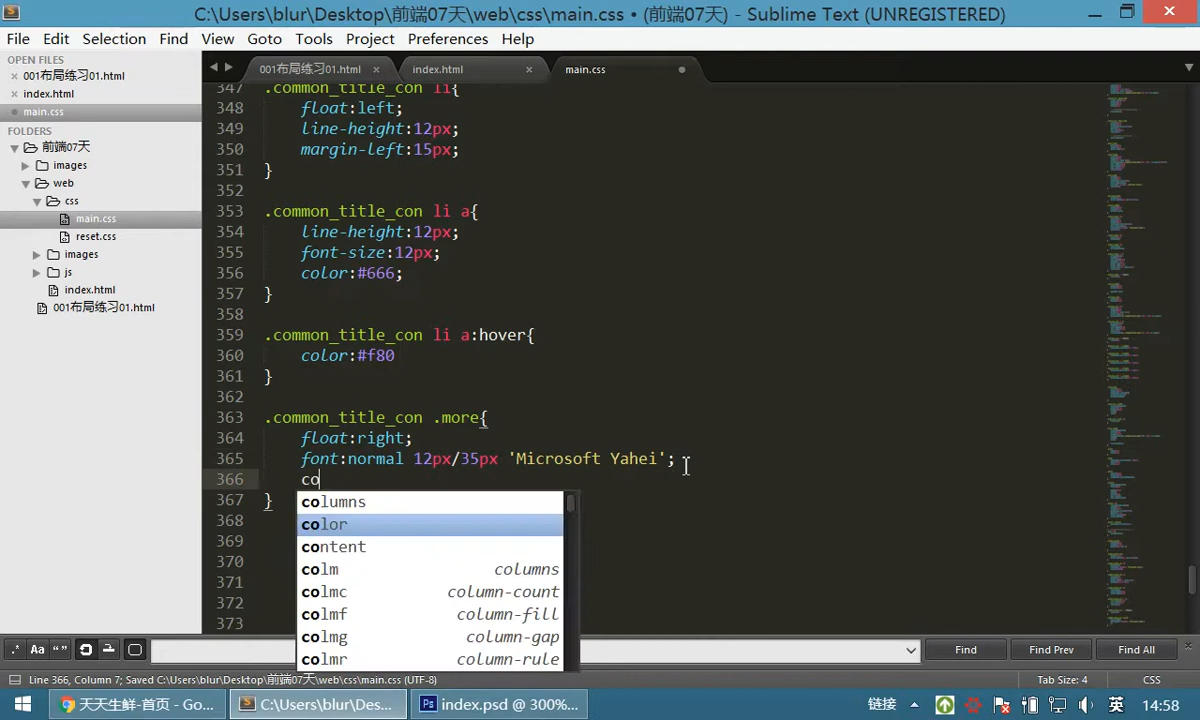 C:\Users\blur\Desktop\前端07天\web\css\main.css • (前端07天) - Sublime Text (UNREGISTERED)
File Edit Selection Find View Goto Tools Project Preferences Help
OPEN FILES
001布局练习01.html
index.html
main.css
FOLDERS
前端07天
images
web
css
main.css
reset.css
images
js
index.html
001布局练习01.html
001布局练习01.html index.html main.css
347 .common_title_con li{
348 float:left;
349 line-height:12px;
350 margin-left:15px;
351 }
352
353 .common_title_con li a{
354 line-height:12px;
355 font-size:12px;
356 color:#666;
357 }
358
359 .common_title_con li a:hover{
360 color:#f80
361 }
362
363 .common_title_con .more{
364 float:right;
365 font:normal 12px/35px 'Microsoft Yahei';
366 co
367 }
368
369
370
371
372
373
columns
color
content
colm columns
colmc column-count
colmf column-fill
colmg column-gap
colmr column-rule
.* Aa “ ” Find Find Prev Find All
Line 366, Column 7; Saved C:\Users\blur\Desktop\前端07天\web\css\main.css (UTF-8) Tab Size: 4 CSS
天天生鲜-首页 - Go... C:\Users\blur\Des... Ps index.psd @ 300%... 链接 英 14:58